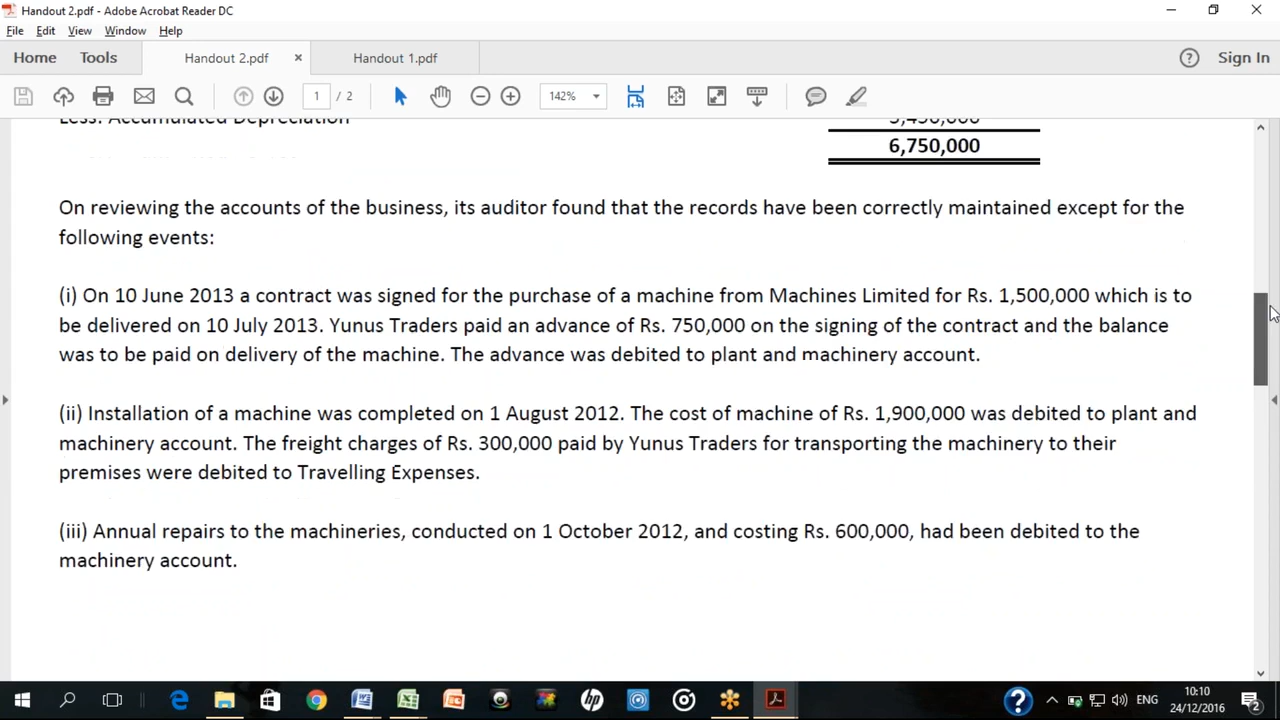 Handout 2.pdf - Adobe Acrobat Reader DC
File Edit View Window Help
Home Tools Handout 2.pdf × Handout 1.pdf ? Sign In
1 / 2 142%
Less: Accumulated Depreciation
6,750,000
On reviewing the accounts of the business, its auditor found that the records have been correctly maintained except for the
following events:
(i) On 10 June 2013 a contract was signed for the purchase of a machine from Machines Limited for Rs. 1,500,000 which is to
be delivered on 10 July 2013. Yunus Traders paid an advance of Rs. 750,000 on the signing of the contract and the balance
was to be paid on delivery of the machine. The advance was debited to plant and machinery account.
(ii) Installation of a machine was completed on 1 August 2012. The cost of machine of Rs. 1,900,000 was debited to plant and
machinery account. The freight charges of Rs. 300,000 paid by Yunus Traders for transporting the machinery to their
premises were debited to Travelling Expenses.
(iii) Annual repairs to the machineries, conducted on 1 October 2012, and costing Rs. 600,000, had been debited to the
machinery account.
hp ? ENG 10:10
24/12/2016 2